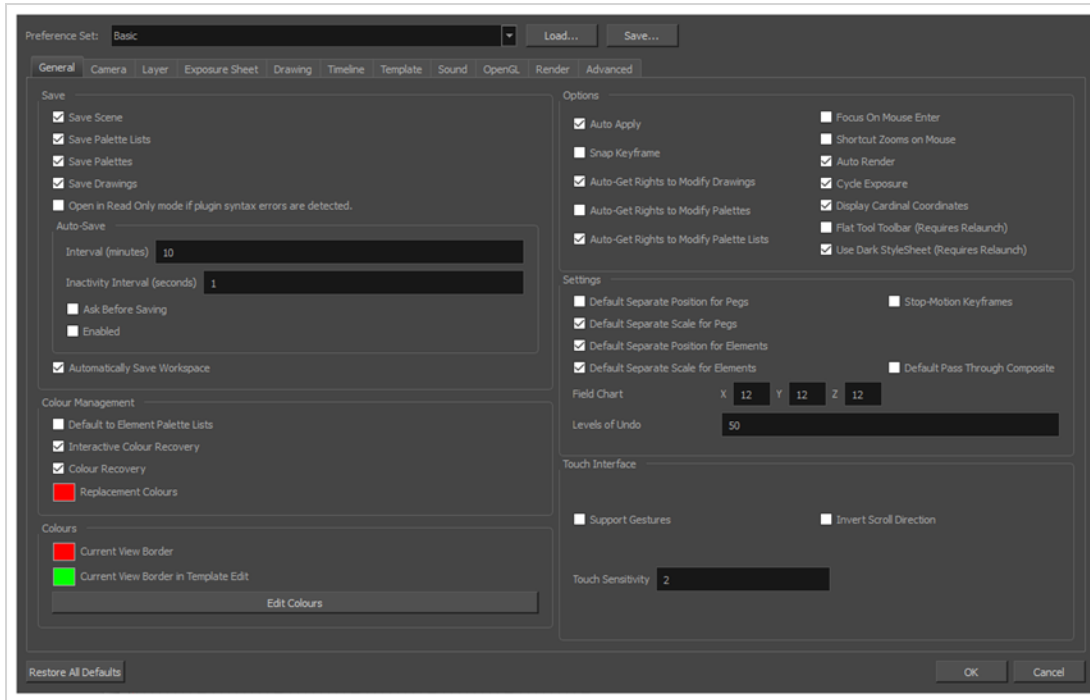 Preference Set: Basic Load... Save...
General Camera Layer Exposure Sheet Drawing Timeline Template Sound OpenGL Render Advanced
Save
Save Scene
Save Palette Lists
Save Palettes
Save Drawings
Open in Read Only mode if plugin syntax errors are detected.
Auto-Save
Interval (minutes) 10
Inactivity Interval (seconds) 1
Ask Before Saving
Enabled
Automatically Save Workspace
Colour Management
Default to Element Palette Lists
Interactive Colour Recovery
Colour Recovery
Replacement Colours
Colours
Current View Border
Current View Border in Template Edit
Edit Colours
Options
Auto Apply
Snap Keyframe
Auto-Get Rights to Modify Drawings
Auto-Get Rights to Modify Palettes
Auto-Get Rights to Modify Palette Lists
Focus On Mouse Enter
Shortcut Zooms on Mouse
Auto Render
Cycle Exposure
Display Cardinal Coordinates
Flat Tool Toolbar (Requires Relaunch)
Use Dark StyleSheet (Requires Relaunch)
Settings
Default Separate Position for Pegs Stop-Motion Keyframes
Default Separate Scale for Pegs
Default Separate Position for Elements
Default Separate Scale for Elements Default Pass Through Composite
Field Chart X 12 Y 12 Z 12
Levels of Undo 50
Touch Interface
Support Gestures Invert Scroll Direction
Touch Sensitivity 2
Restore All Defaults OK Cancel